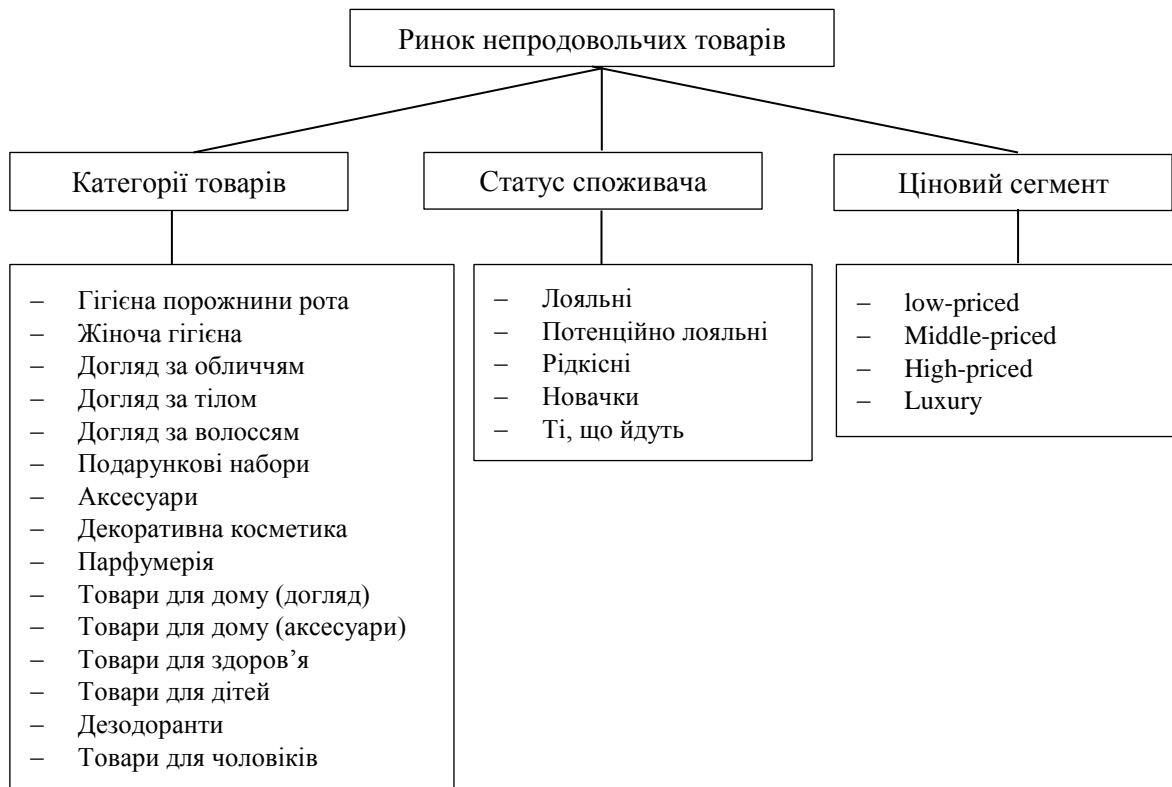 Ринок непродовольчих товарів
Категорії товарів
Статус споживача
Ціновий сегмент
– Гігієна порожнини рота
– Жіноча гігієна
– Догляд за обличчям
– Догляд за тілом
– Догляд за волоссям
– Подарункові набори
– Аксесуари
– Декоративна косметика
– Парфумерія
– Товари для дому (догляд)
– Товари для дому (аксесуари)
– Товари для здоров’я
– Товари для дітей
– Дезодоранти
– Товари для чоловіків
– Лояльні
– Потенційно лояльні
– Рідкісні
– Новачки
– Ті, що йдуть
– low-priced
– Middle-priced
– High-priced
– Luxury